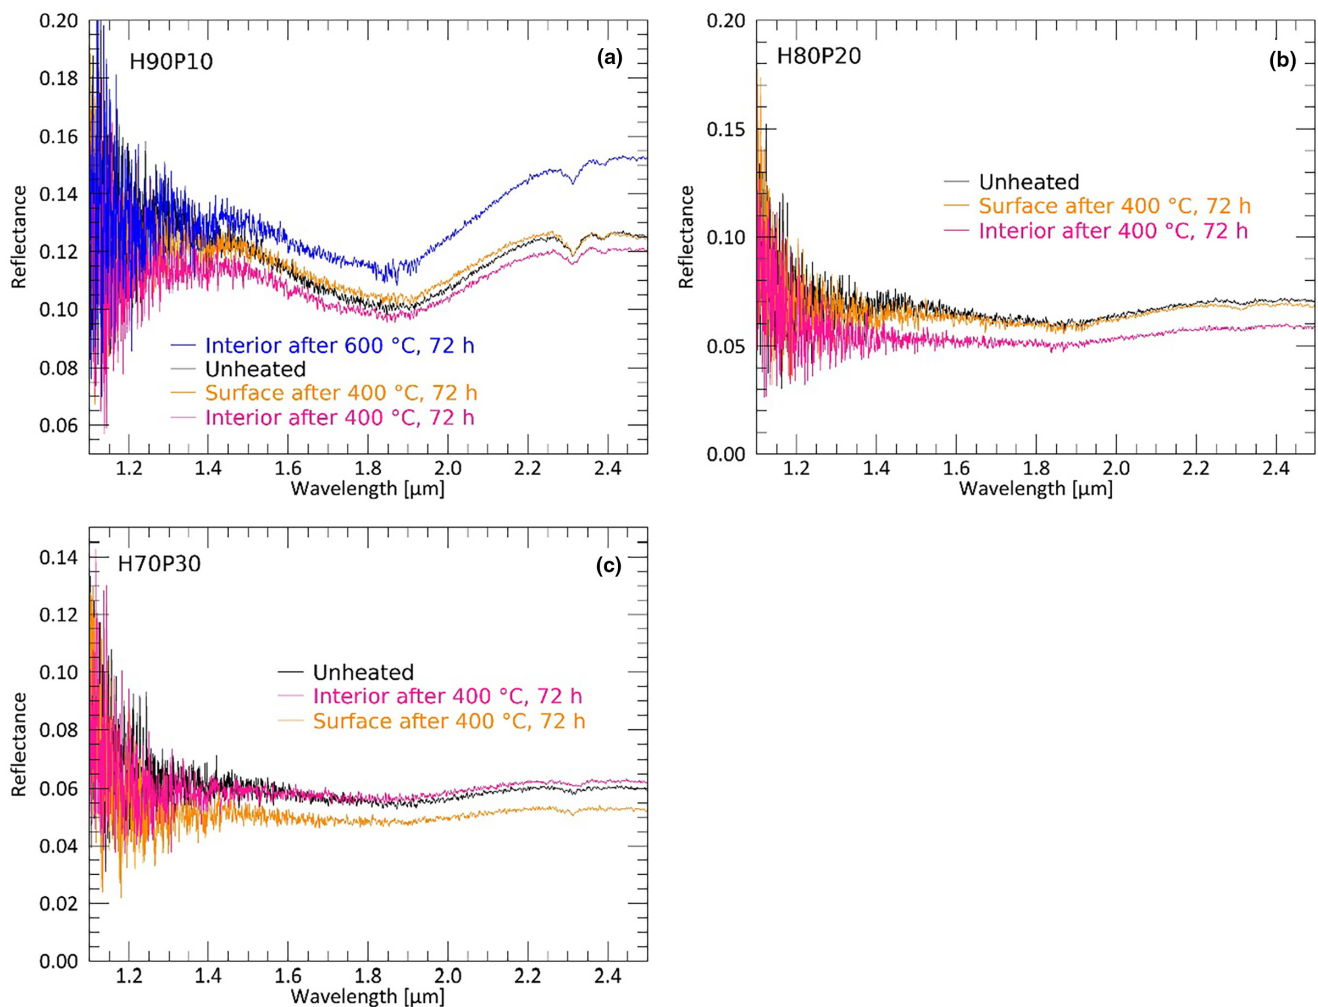 H90P10
(a)
0.20
0.18
0.16
0.14
0.12
0.10
0.08
0.06
Reflectance
Interior after 600 °C, 72 h
Unheated
Surface after 400 °C, 72 h
Interior after 400 °C, 72 h
1.2 1.4 1.6 1.8 2.0 2.2 2.4
Wavelength [μm]
H80P20
(b)
0.20
0.15
0.10
0.05
0.00
Reflectance
Unheated
Surface after 400 °C, 72 h
Interior after 400 °C, 72 h
1.2 1.4 1.6 1.8 2.0 2.2 2.4
Wavelength [μm]
H70P30
(c)
0.14
0.12
0.10
0.08
0.06
0.04
0.02
0.00
Reflectance
Unheated
Interior after 400 °C, 72 h
Surface after 400 °C, 72 h
1.2 1.4 1.6 1.8 2.0 2.2 2.4
Wavelength [μm]